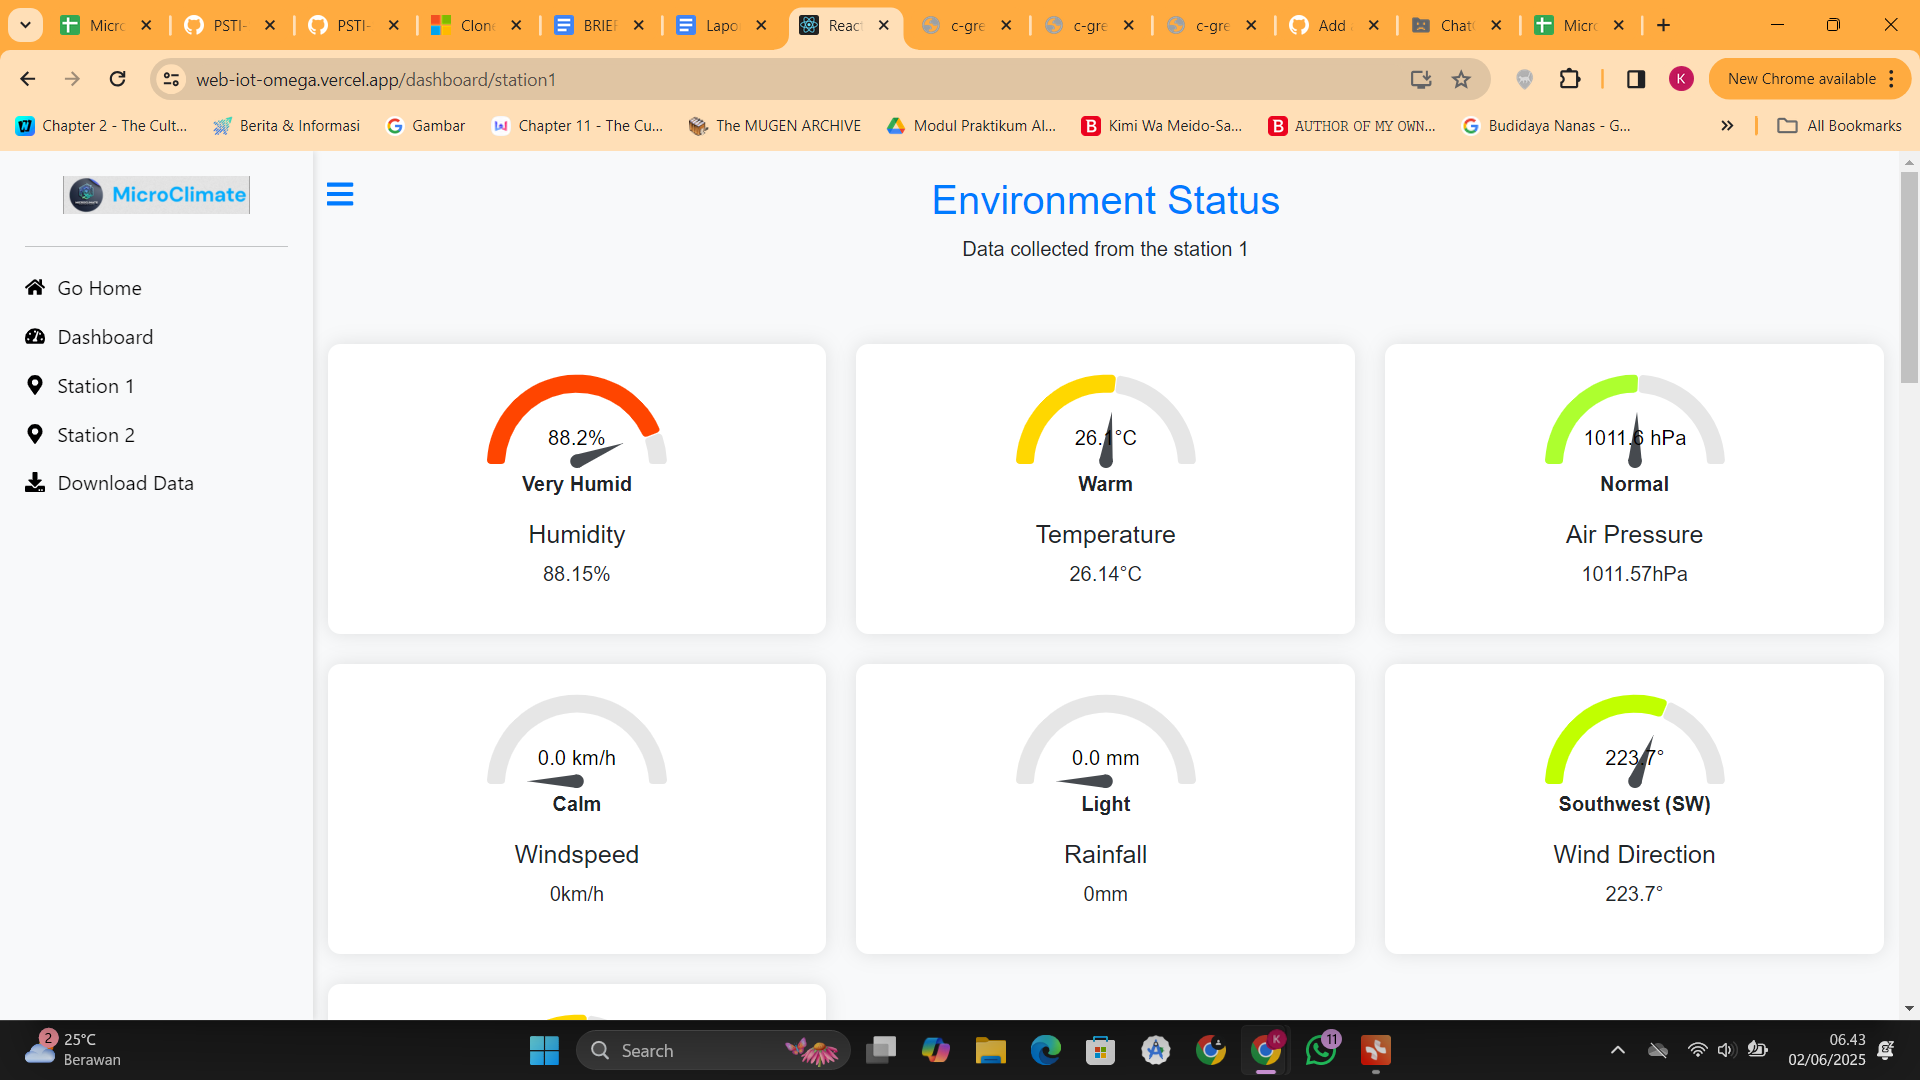 Micro
PSTI-
PSTI-
Clone
BRIEF
Lapo
React
c-gre
c-gre
c-gre
Add
Chat
Micro
web-iot-omega.vercel.app/dashboard/station1
K
New Chrome available
Chapter 2 - The Cult...
Berita & Informasi
Gambar
Chapter 11 - The Cu...
The MUGEN ARCHIVE
Modul Praktikum Al...
Kimi Wa Meido-Sa...
AUTHOR OF MY OWN...
Budidaya Nanas - G...
All Bookmarks
MicroClimate
Go Home
Dashboard
Station 1
Station 2
Download Data
Environment Status
Data collected from the station 1
88.2%
Very Humid
Humidity
88.15%
26.1°C
Warm
Temperature
26.14°C
1011.6 hPa
Normal
Air Pressure
1011.57hPa
0.0 km/h
Calm
Windspeed
0km/h
0.0 mm
Light
Rainfall
0mm
223.7°
Southwest (SW)
Wind Direction
223.7°
2
25°C
Berawan
Search
K
11
06.43
02/06/2025